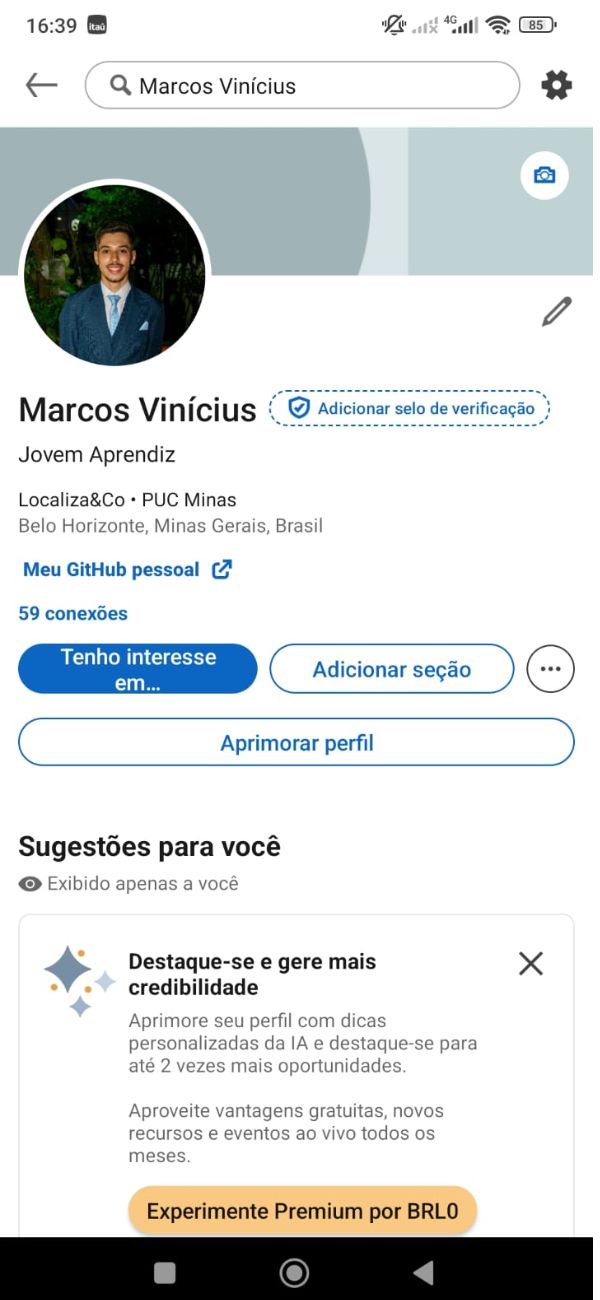 16:39 itaú 4G 85
Marcos Vinícius
Marcos Vinícius Adicionar selo de verificação
Jovem Aprendiz
Localiza&Co • PUC Minas
Belo Horizonte, Minas Gerais, Brasil
Meu GitHub pessoal
59 conexões
Tenho interesse
em...
Adicionar seção
Aprimorar perfil
Sugestões para você
Exibido apenas a você
Destaque-se e gere mais
credibilidade
Aprimore seu perfil com dicas
personalizadas da IA e destaque-se para
até 2 vezes mais oportunidades.
Aproveite vantagens gratuitas, novos
recursos e eventos ao vivo todos os
meses.
Experimente Premium por BRL0